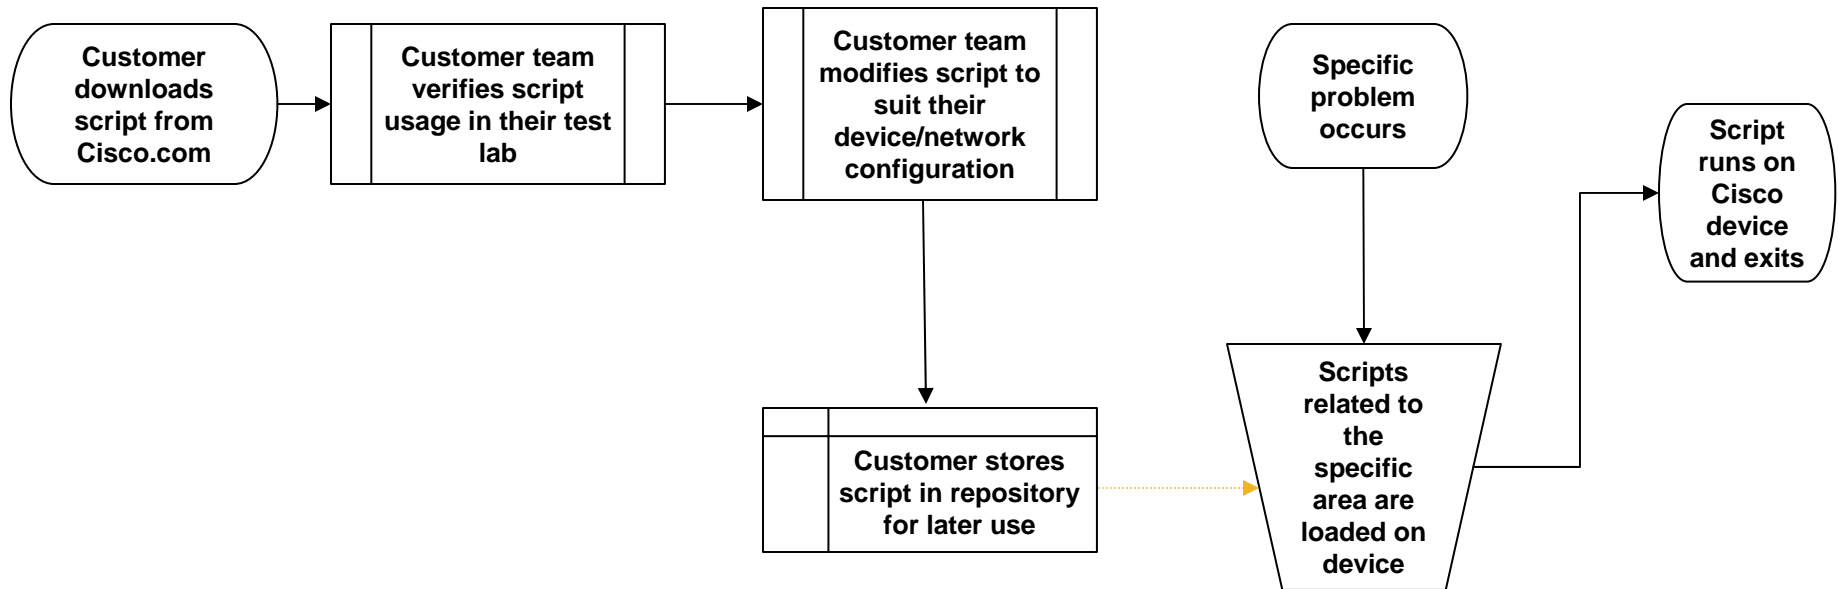 Customer
downloads
script from
Cisco.com
Customer team
verifies script
usage in their test
lab
Customer team
modifies script to
suit their
device/network
configuration
Specific
problem
occurs
Script
runs on
Cisco
device
and exits
Customer stores
script in repository
for later use
Scripts
related to
the
specific
area are
loaded on
device